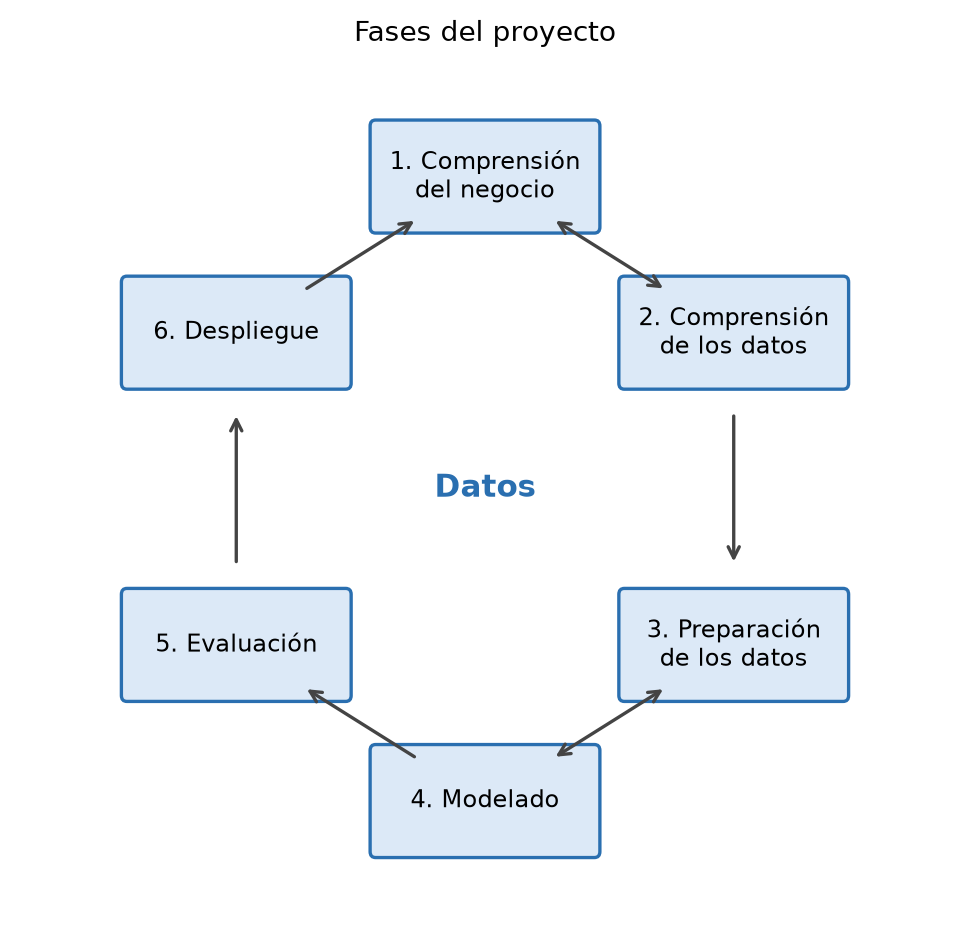 Fases del proyecto
1. Comprensión
del negocio
2. Comprensión
de los datos
3. Preparación
de los datos
4. Modelado
5. Evaluación
6. Despliegue
Datos